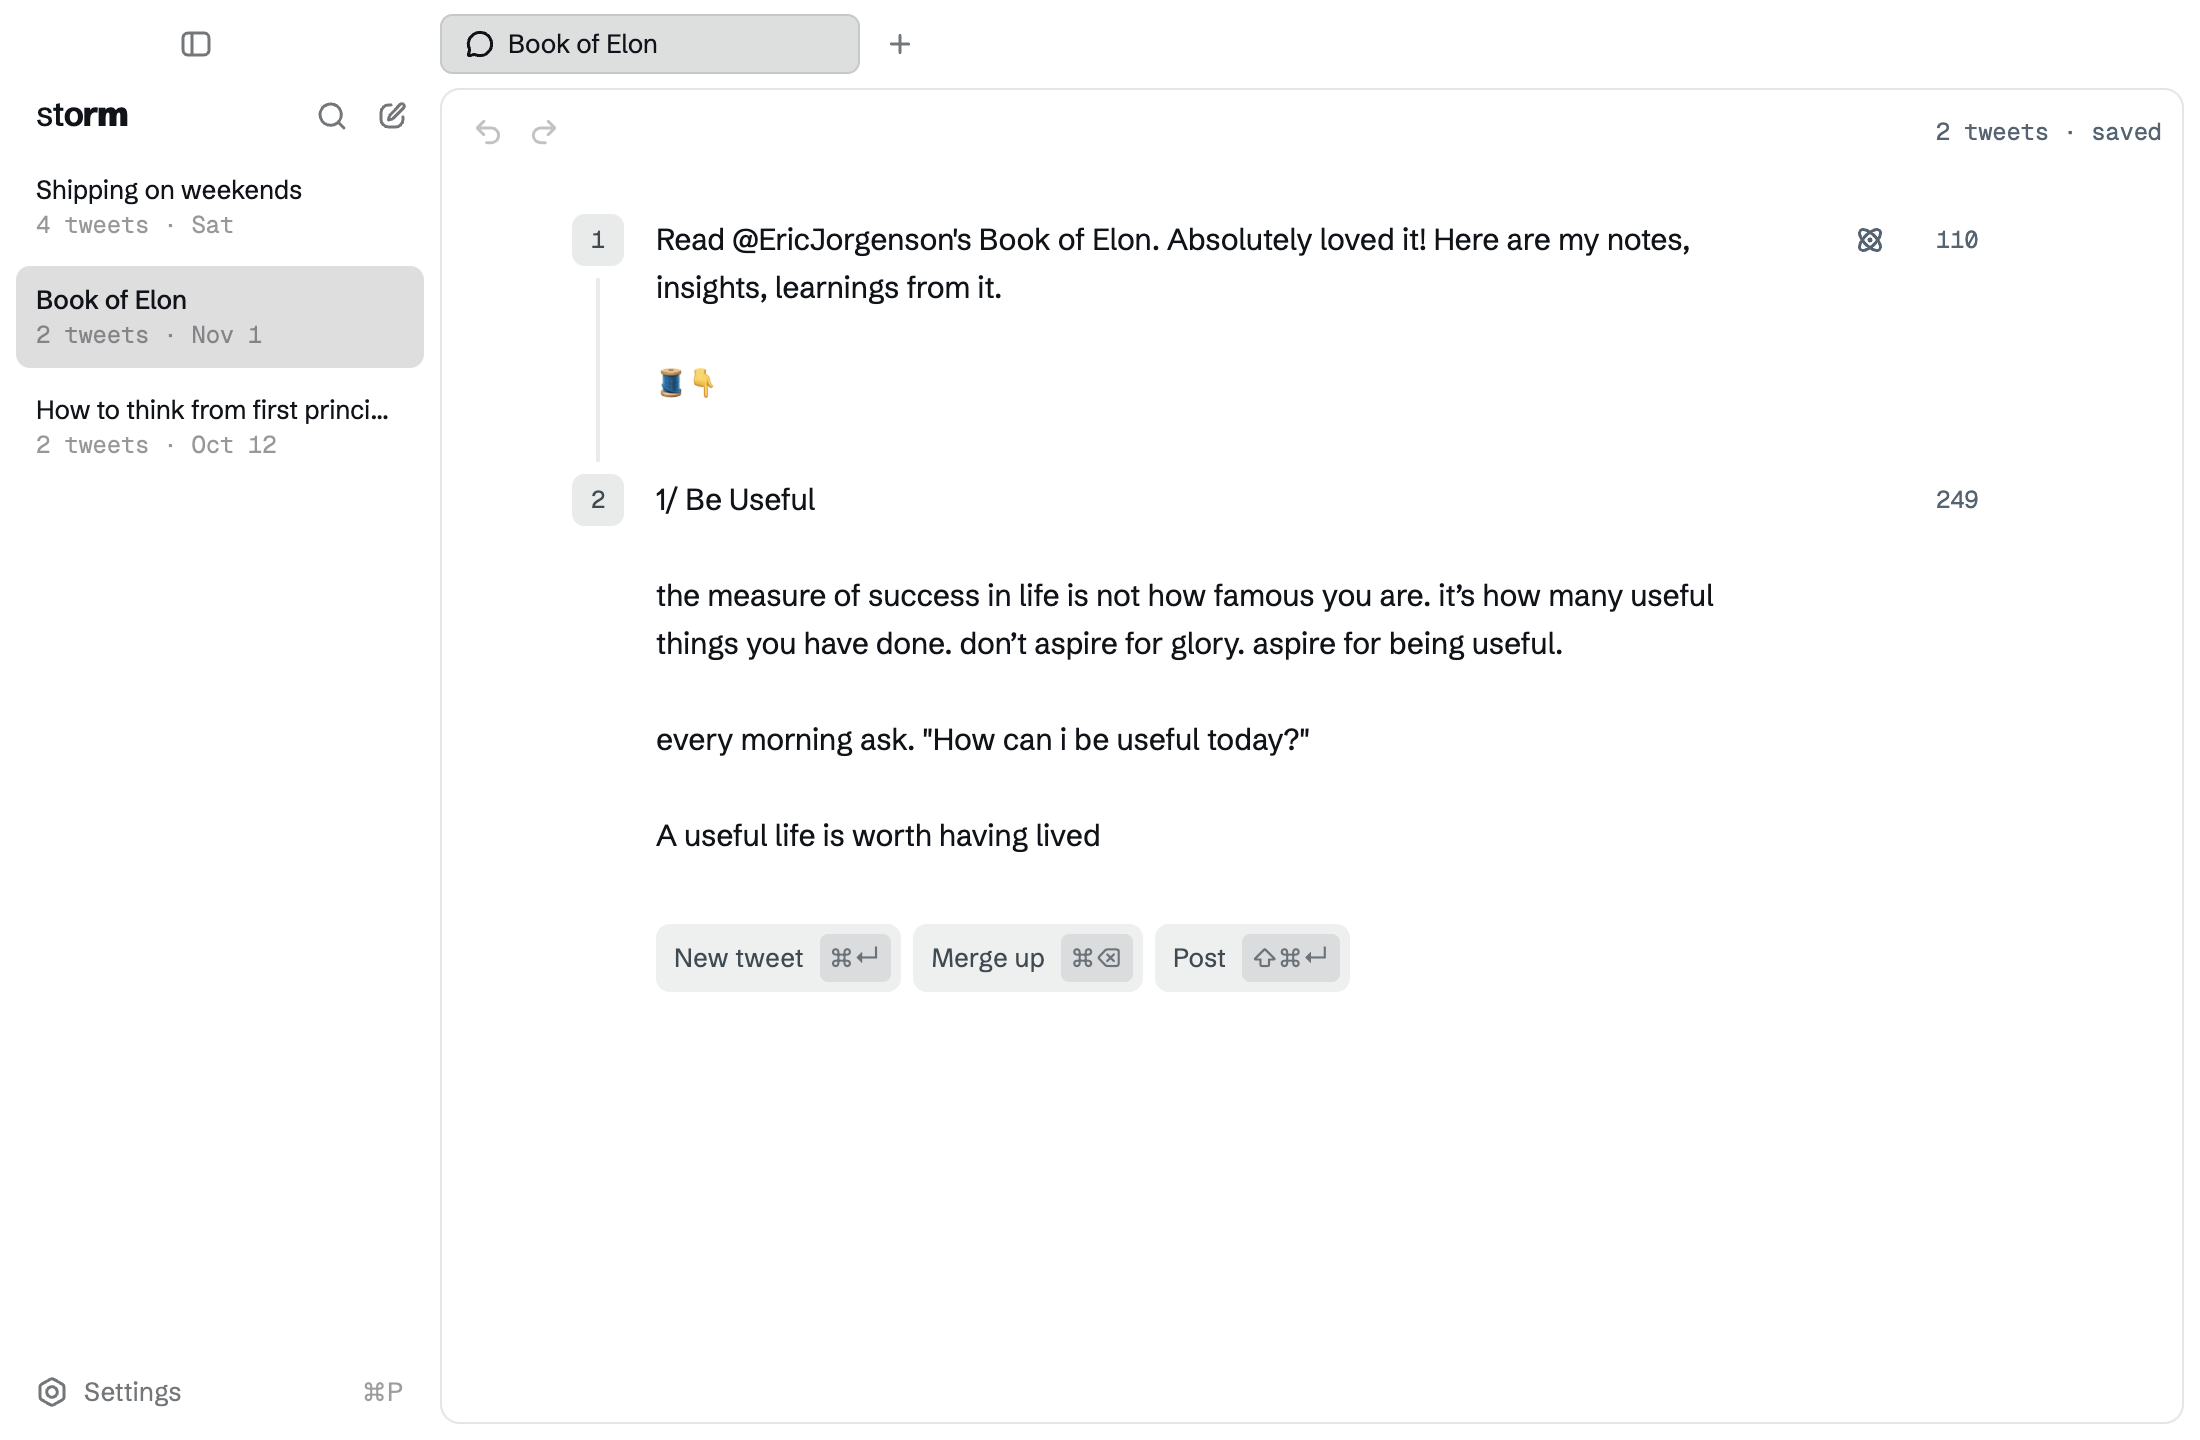 Book of Elon
storm
Shipping on weekends
4 tweets · Sat
Book of Elon
2 tweets · Nov 1
How to think from first princi...
2 tweets · Oct 12
Settings ⌘P
2 tweets · saved
1
Read @EricJorgenson's Book of Elon. Absolutely loved it! Here are my notes,
insights, learnings from it.
🧵👇
110
2
1/ Be Useful
249
the measure of success in life is not how famous you are. it’s how many useful
things you have done. don’t aspire for glory. aspire for being useful.
every morning ask. "How can i be useful today?"
A useful life is worth having lived
New tweet ⌘↵ Merge up ⌘⌫ Post ⇧⌘↵